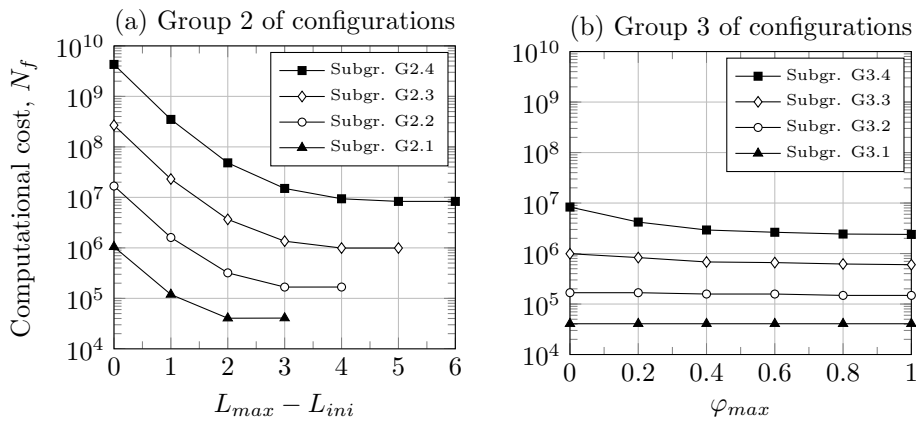 (a) Group 2 of configurations
Computational cost, N_f
10^10
10^9
10^8
10^7
10^6
10^5
10^4
Subgr. G2.4
Subgr. G2.3
Subgr. G2.2
Subgr. G2.1
0 1 2 3 4 5 6
L_max − L_ini
(b) Group 3 of configurations
10^10
10^9
10^8
10^7
10^6
10^5
10^4
Subgr. G3.4
Subgr. G3.3
Subgr. G3.2
Subgr. G3.1
0 0.2 0.4 0.6 0.8 1
φ_max